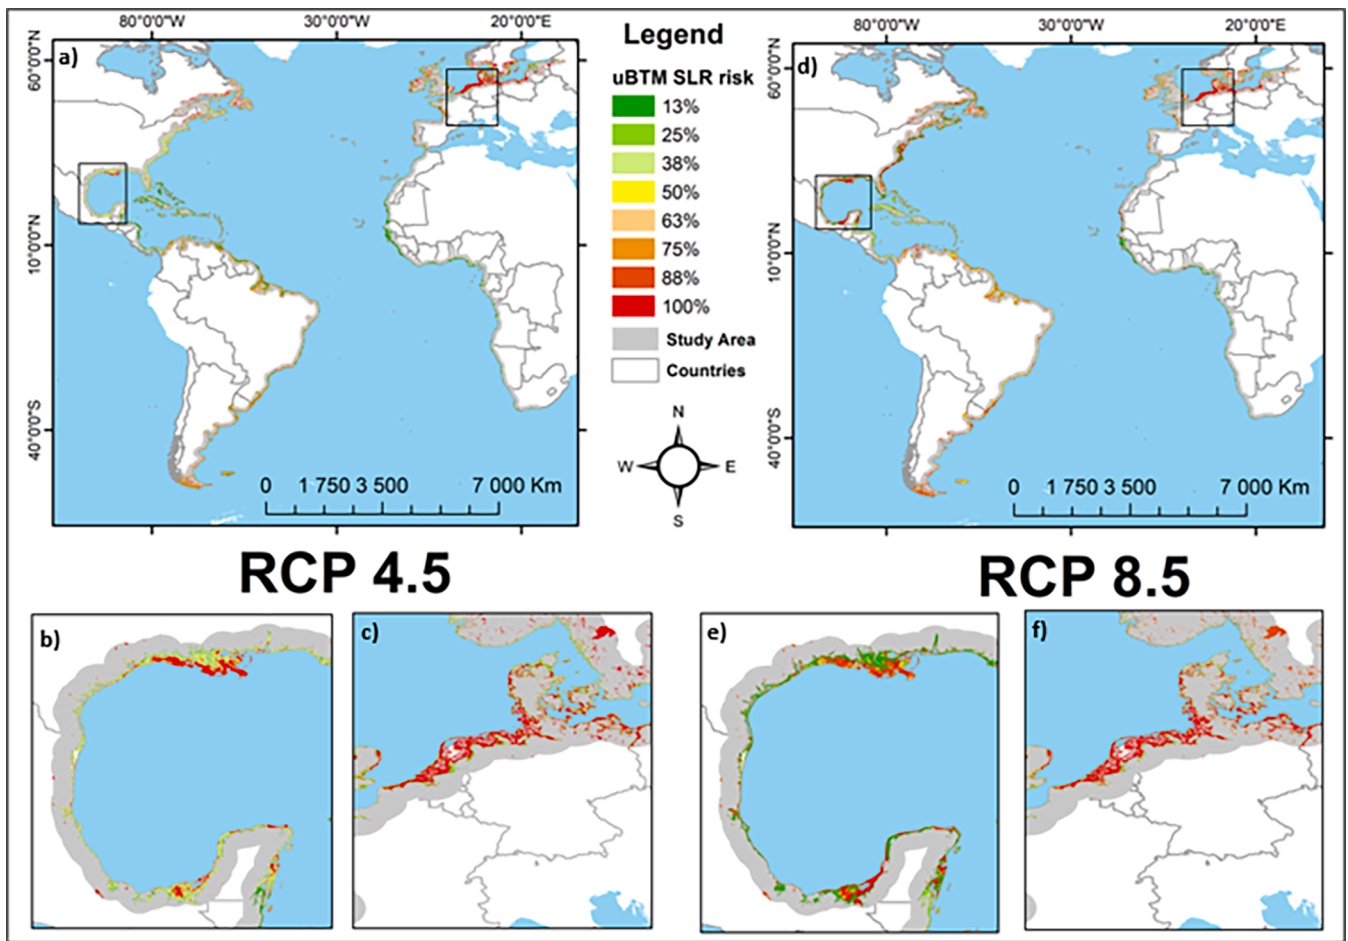 80°0'0"W 30°0'0"W 20°0'0"E
60°0'0"N
10°0'0"N
40°0'0"S
a)
0 1 750 3 500 7 000 Km
Legend
uBTM SLR risk
13%
25%
38%
50%
63%
75%
88%
100%
Study Area
Countries
N
W E
S
80°0'0"W 30°0'0"W 20°0'0"E
60°0'0"N
10°0'0"N
40°0'0"S
d)
0 1 750 3 500 7 000 Km
RCP 4.5
RCP 8.5
b)
c)
e)
f)